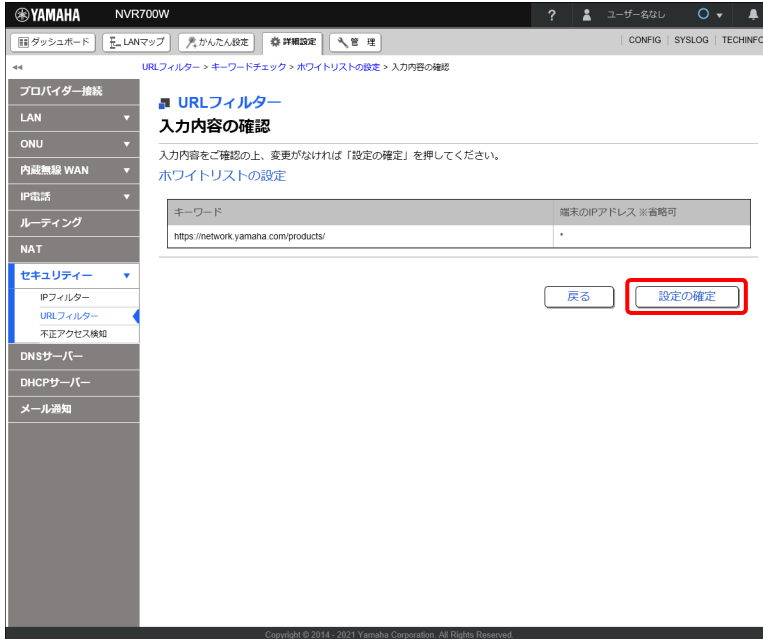 YAMAHA NVR700W ? ユーザー名なし
ダッシュボード LANマップ かんたん設定 詳細設定 管 理 CONFIG SYSLOG TECHINFO
URLフィルター > キーワードチェック > ホワイトリストの設定 > 入力内容の確認
プロバイダー接続
LAN
ONU
内蔵無線 WAN
IP電話
ルーティング
NAT
セキュリティー
IPフィルター
URLフィルター
不正アクセス検知
DNSサーバー
DHCPサーバー
メール通知
URLフィルター
入力内容の確認
入力内容をご確認の上、変更がなければ「設定の確定」を押してください。
ホワイトリストの設定
キーワード 端末のIPアドレス ※省略可
https://network.yamaha.com/products/ *
戻る 設定の確定
Copyright © 2014 - 2021 Yamaha Corporation. All Rights Reserved.